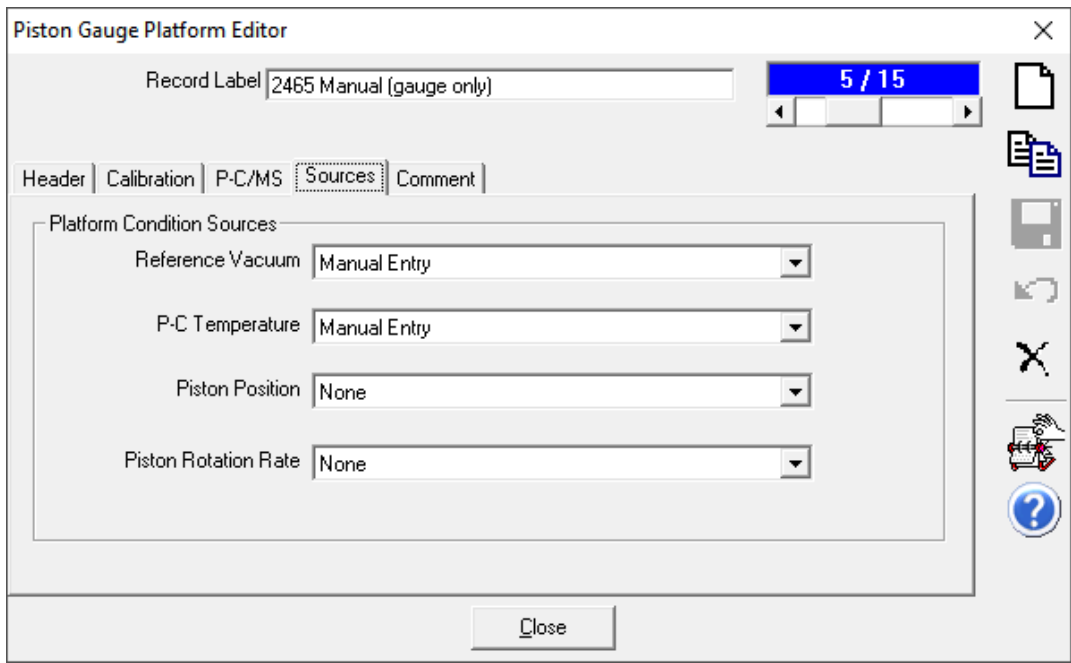 Piston Gauge Platform Editor
Record Label 2465 Manual (gauge only)
5 / 15
Header Calibration P-C/MS Sources Comment
Platform Condition Sources
Reference Vacuum Manual Entry
P-C Temperature Manual Entry
Piston Position None
Piston Rotation Rate None
?
Close